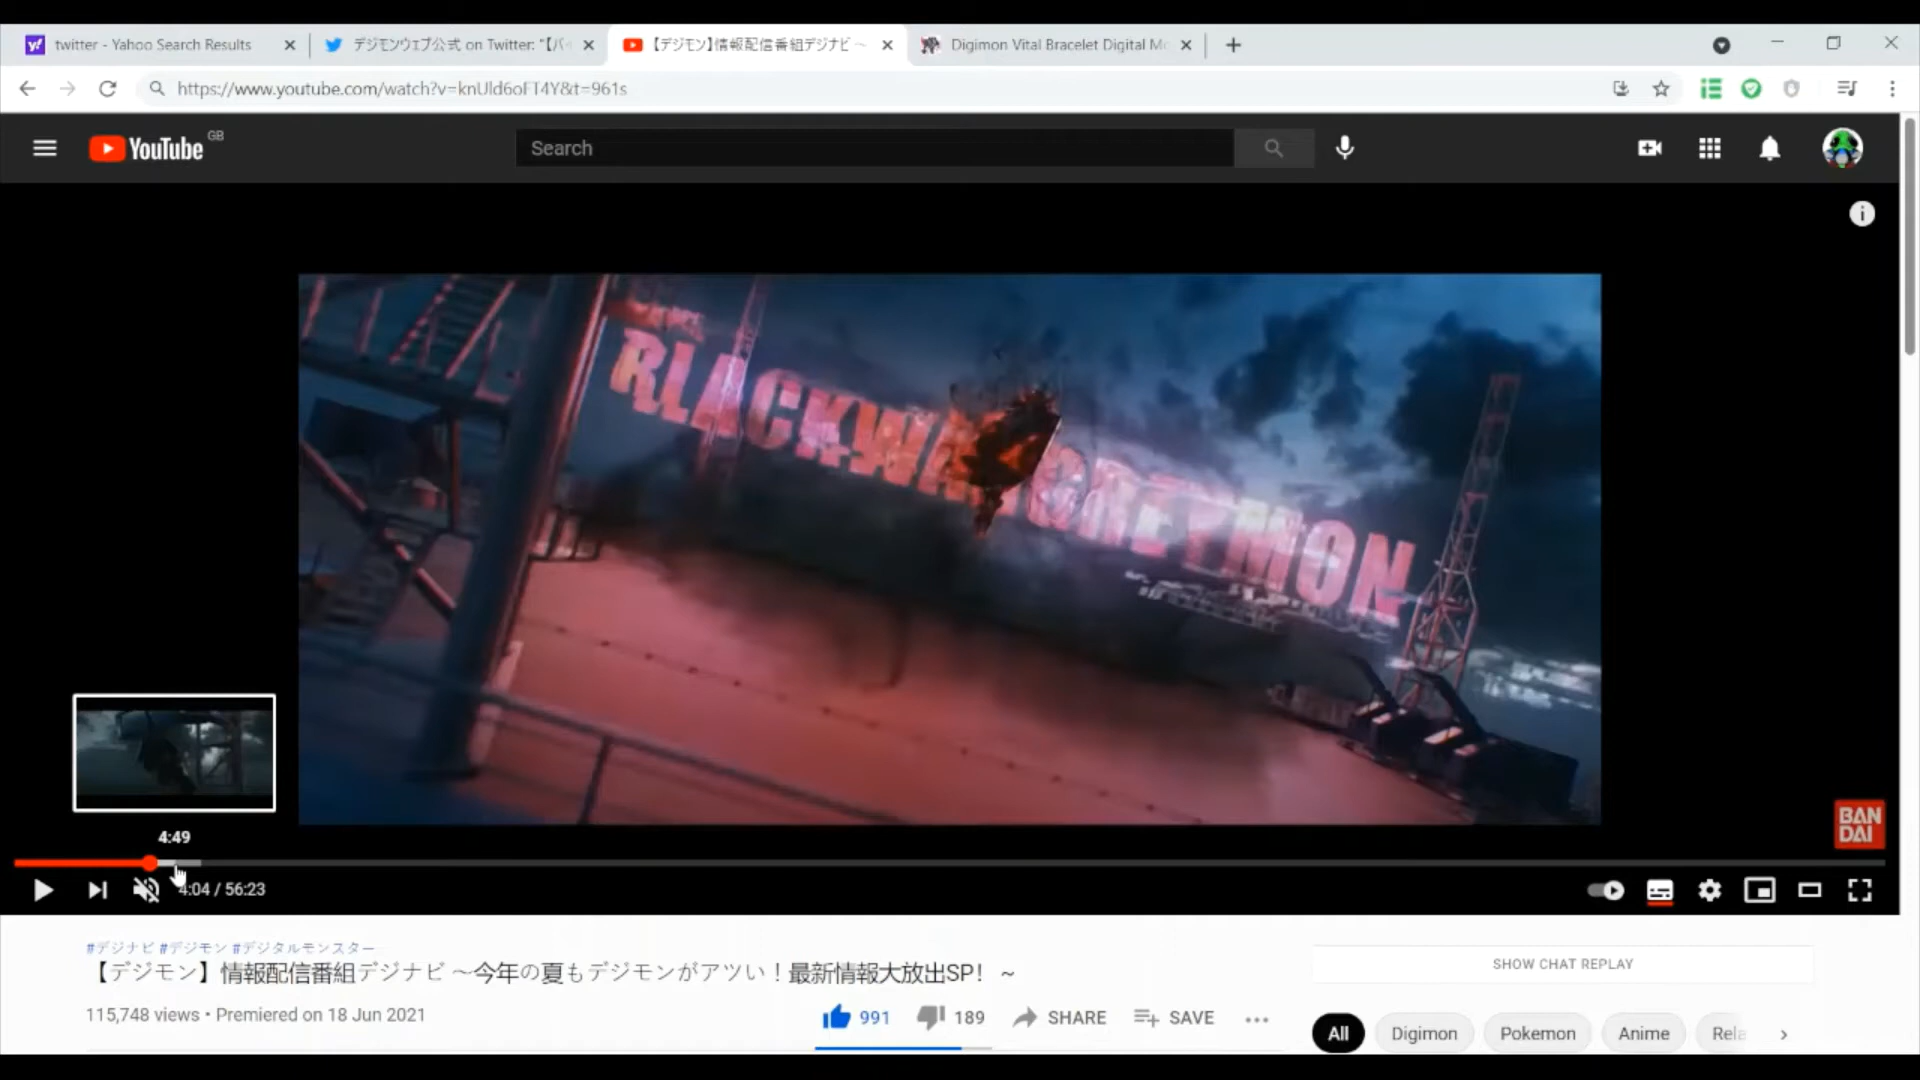 twitter - Yahoo Search Results
デジモンウェブ公式 on Twitter: "【バイ
【デジモン】情報配信番組デジナビ ～
Digimon Vital Bracelet Digital Mo
https://www.youtube.com/watch?v=knUld6oFT4Y&t=961s
YouTube GB
Search
BLACKWARGREYMON
BAN
DAI
4:49
4:04 / 56:23
#デジナビ #デジモン #デジタルモンスター
【デジモン】情報配信番組デジナビ ～今年の夏もデジモンがアツい！最新情報大放出SP！ ~
115,748 views • Premiered on 18 Jun 2021
991
189
SHARE
SAVE
SHOW CHAT REPLAY
All
Digimon
Pokemon
Anime
Rela